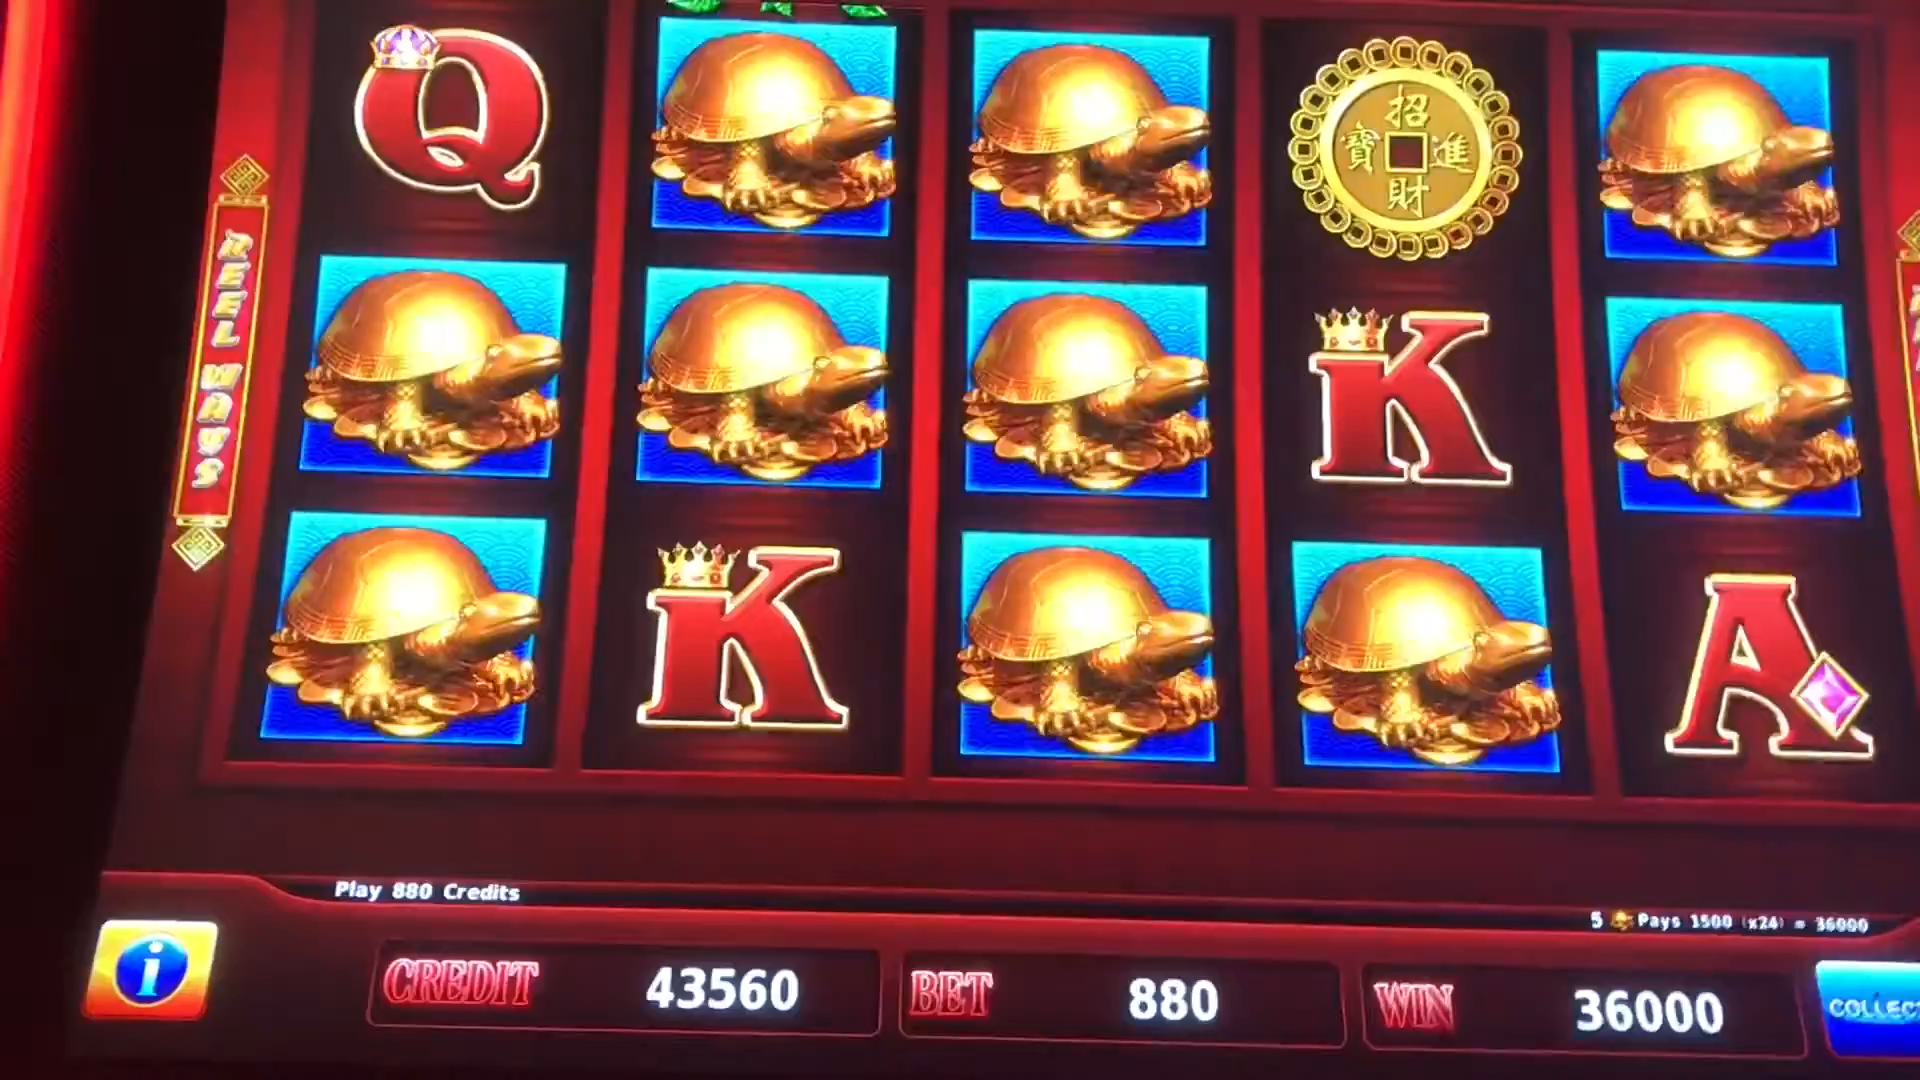 Q
招
寶 進
財
REEL WAYS
K
K
A
Play 880 Credits
5 Pays 1500 (x24) = 36000
i
CREDIT 43560
BET 880
WIN 36000
COLLECT